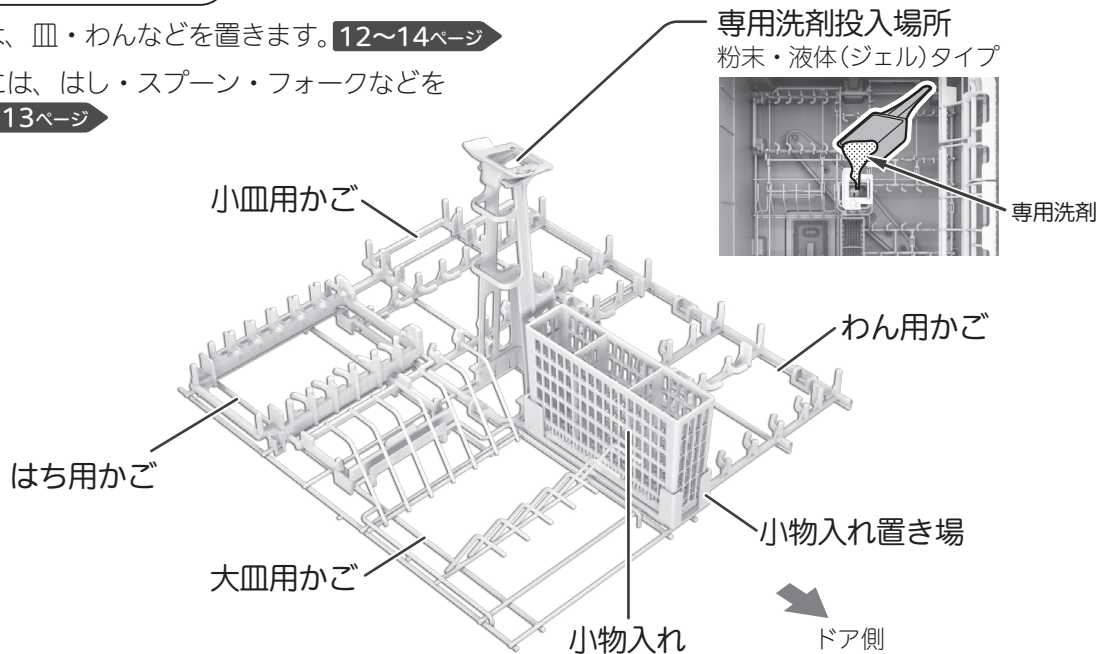 、皿・わんなどを置きます。12〜14ページ
には、はし・スプーン・フォークなどを
13ページ
専用洗剤投入場所
粉末・液体(ジェル)タイプ
専用洗剤
小皿用かご
わん用かご
はち用かご
小物入れ置き場
大皿用かご
小物入れ
ドア側